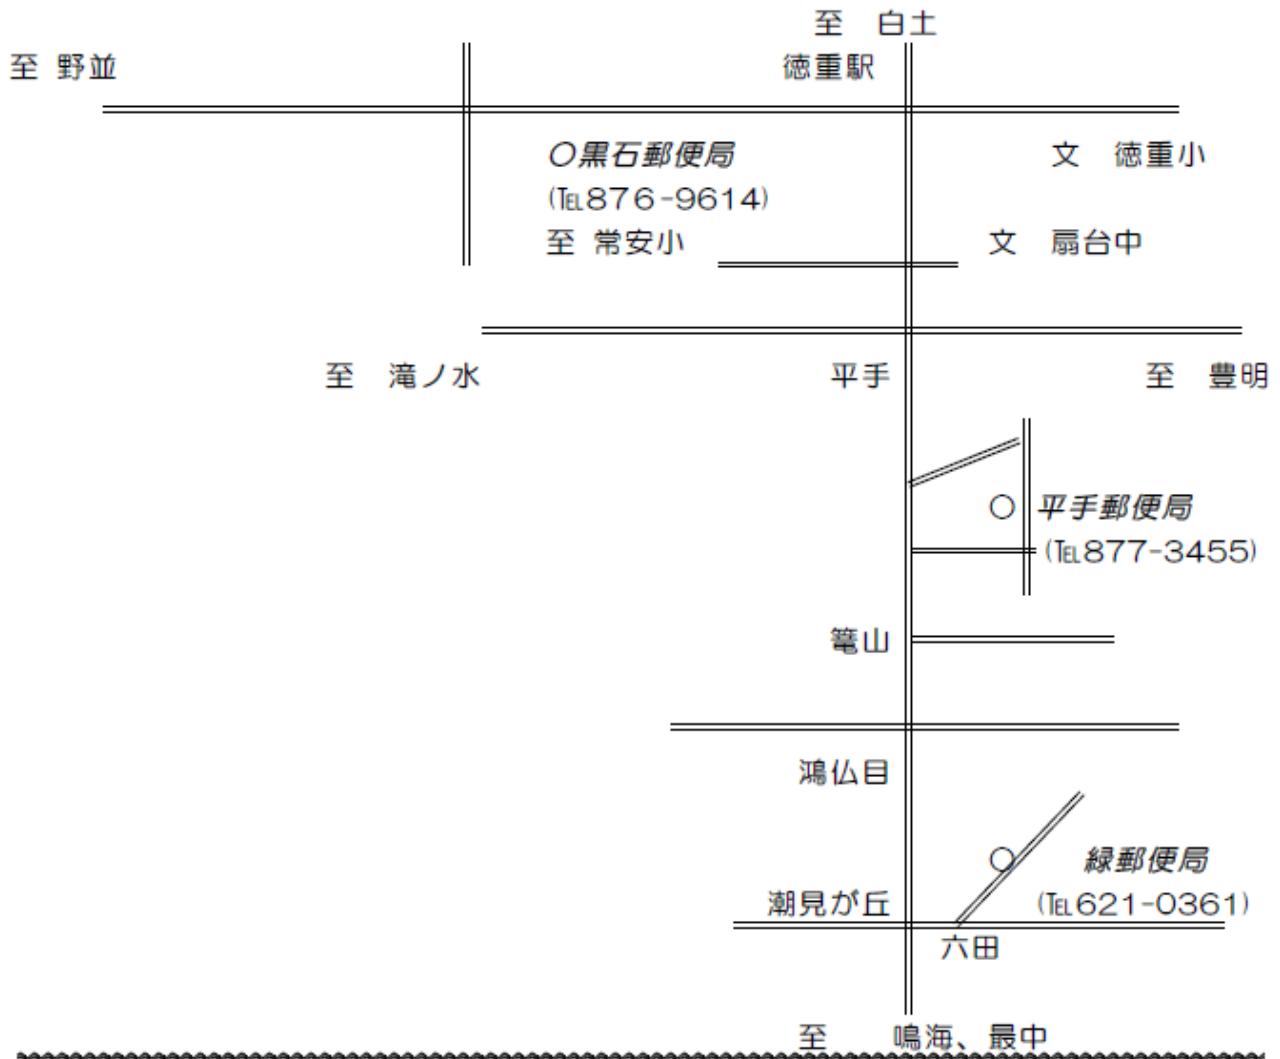 至　白土
至 野並　徳重駅
〇黒石郵便局　文　徳重小
(℡876-9614)
至 常安小　文　扇台中
至　滝ノ水　平手　至　豊明
〇 平手郵便局
(℡877-3455)
篭山
鴻仏目
〇　緑郵便局
潮見が丘　(℡621-0361)
六田
至　鳴海、最中